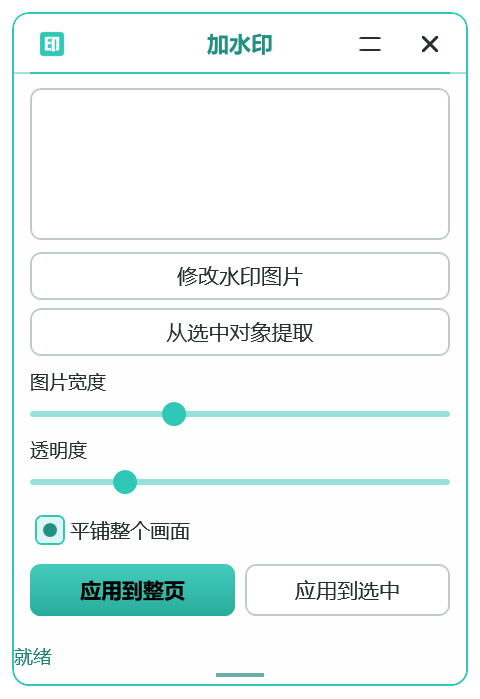 印 加水印
修改水印图片
从选中对象提取
图片宽度
透明度
平铺整个画面
应用到整页 应用到选中
就绪